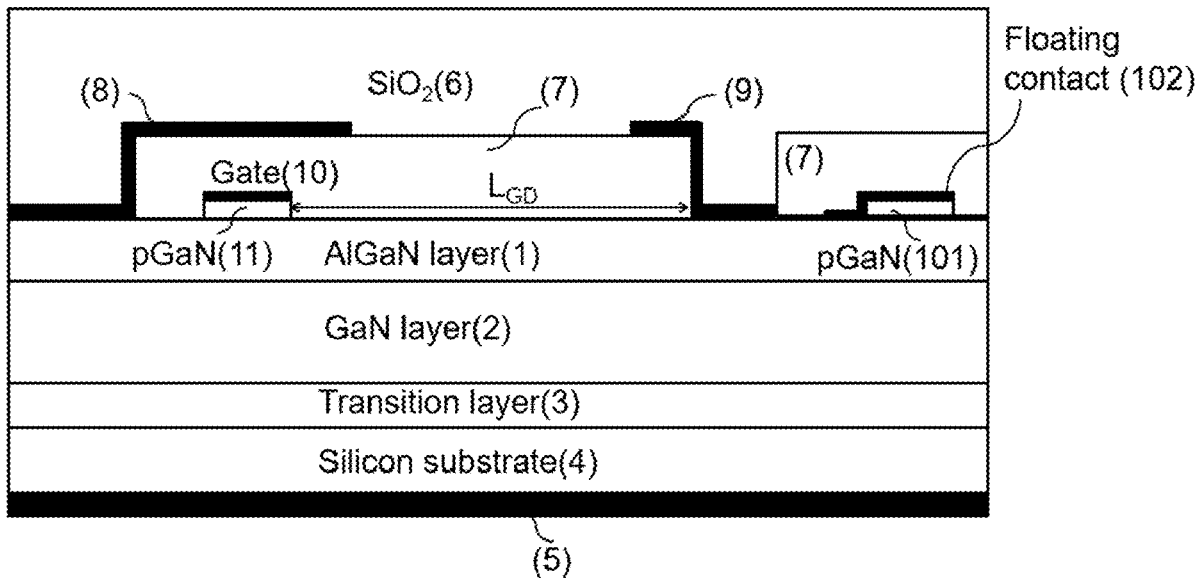 Floating
contact (102)
(8)
SiO2(6)
(7)
(9)
(7)
Gate(10)
LGD
pGaN(11)
AlGaN layer(1)
pGaN(101)
GaN layer(2)
Transition layer(3)
Silicon substrate(4)
(5)